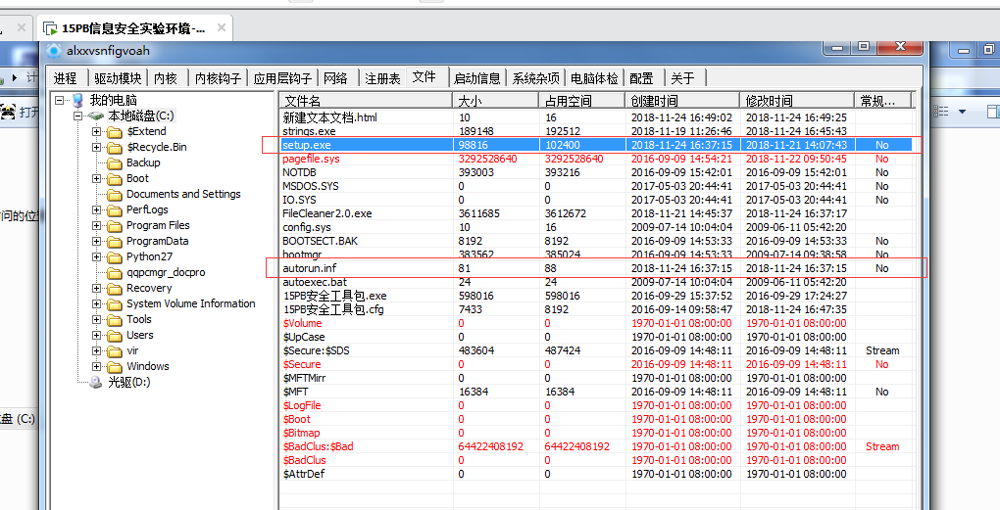 15PB信息安全实验环境-...
alxxvsnfigvoah
进程 驱动模块 内核 内核钩子 应用层钩子 网络 注册表 文件 启动信息 系统杂项 电脑体检 配置 关于
我的电脑
本地磁盘(C:)
$Extend
$Recycle.Bin
Backup
Boot
Documents and Settings
PerfLogs
Program Files
ProgramData
Python27
qqpcmgr_docpro
Recovery
System Volume Information
Tools
Users
vir
Windows
光驱(D:)
文件名 大小 占用空间 创建时间 修改时间 常规...
新建文本文档.html 10 16 2018-11-24 16:49:02 2018-11-24 16:49:25
strings.exe 189148 192512 2018-11-19 11:26:46 2018-11-24 16:45:43
setup.exe 98816 102400 2018-11-24 16:37:15 2018-11-21 14:07:43 No
pagefile.sys 3292528640 3292528640 2016-09-09 14:54:21 2018-11-22 09:50:45 No
NOTDB 393003 393216 2016-09-09 15:42:01 2016-09-09 15:42:01 No
MSDOS.SYS 0 0 2017-05-03 20:44:41 2017-05-03 20:44:41 No
IO.SYS 0 0 2017-05-03 20:44:41 2017-05-03 20:44:41 No
FileCleaner2.0.exe 3611685 3612672 2018-11-21 14:45:37 2018-11-24 16:37:17
config.sys 10 16 2009-07-14 10:04:04 2009-06-11 05:42:20
BOOTSECT.BAK 8192 8192 2016-09-09 14:53:33 2016-09-09 14:53:33 No
bootmgr 383562 385024 2016-09-09 14:53:33 2009-07-14 09:38:58 No
autorun.inf 81 88 2018-11-24 16:37:15 2018-11-24 16:37:15 No
autoexec.bat 24 24 2009-07-14 10:04:04 2009-06-11 05:42:20
15PB安全工具包.exe 598016 598016 2016-09-29 15:37:52 2016-09-29 17:24:27
15PB安全工具包.cfg 7433 8192 2016-09-14 09:58:47 2018-11-24 16:47:35
$Volume 0 0 1970-01-01 08:00:00 1970-01-01 08:00:00
$UpCase 0 0 1970-01-01 08:00:00 1970-01-01 08:00:00
$Secure:$SDS 483604 487424 2016-09-09 14:48:11 2016-09-09 14:48:11 Stream
$Secure 0 0 2016-09-09 14:48:11 2016-09-09 14:48:11 No
$MFTMirr 0 0 1970-01-01 08:00:00 1970-01-01 08:00:00
$MFT 16384 16384 2016-09-09 14:48:11 2016-09-09 14:48:11 No
$LogFile 0 0 1970-01-01 08:00:00 1970-01-01 08:00:00
$Boot 0 0 1970-01-01 08:00:00 1970-01-01 08:00:00
$Bitmap 0 0 1970-01-01 08:00:00 1970-01-01 08:00:00
$BadClus:$Bad 64422408192 64422408192 1970-01-01 08:00:00 1970-01-01 08:00:00 Stream
$BadClus 0 0 1970-01-01 08:00:00 1970-01-01 08:00:00
$AttrDef 0 0 1970-01-01 08:00:00 1970-01-01 08:00:00
计
打开
问的位置
盘 (C:)